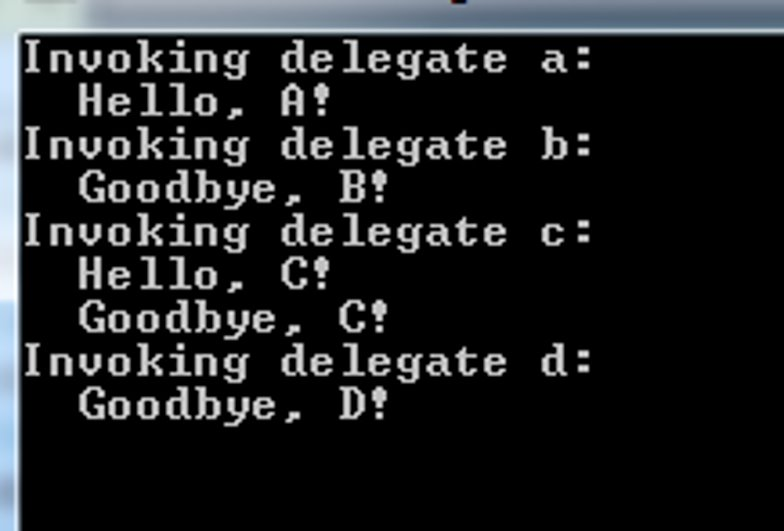 Invoking delegate a:
  Hello, A!
Invoking delegate b:
  Goodbye, B!
Invoking delegate c:
  Hello, C!
  Goodbye, C!
Invoking delegate d:
  Goodbye, D!